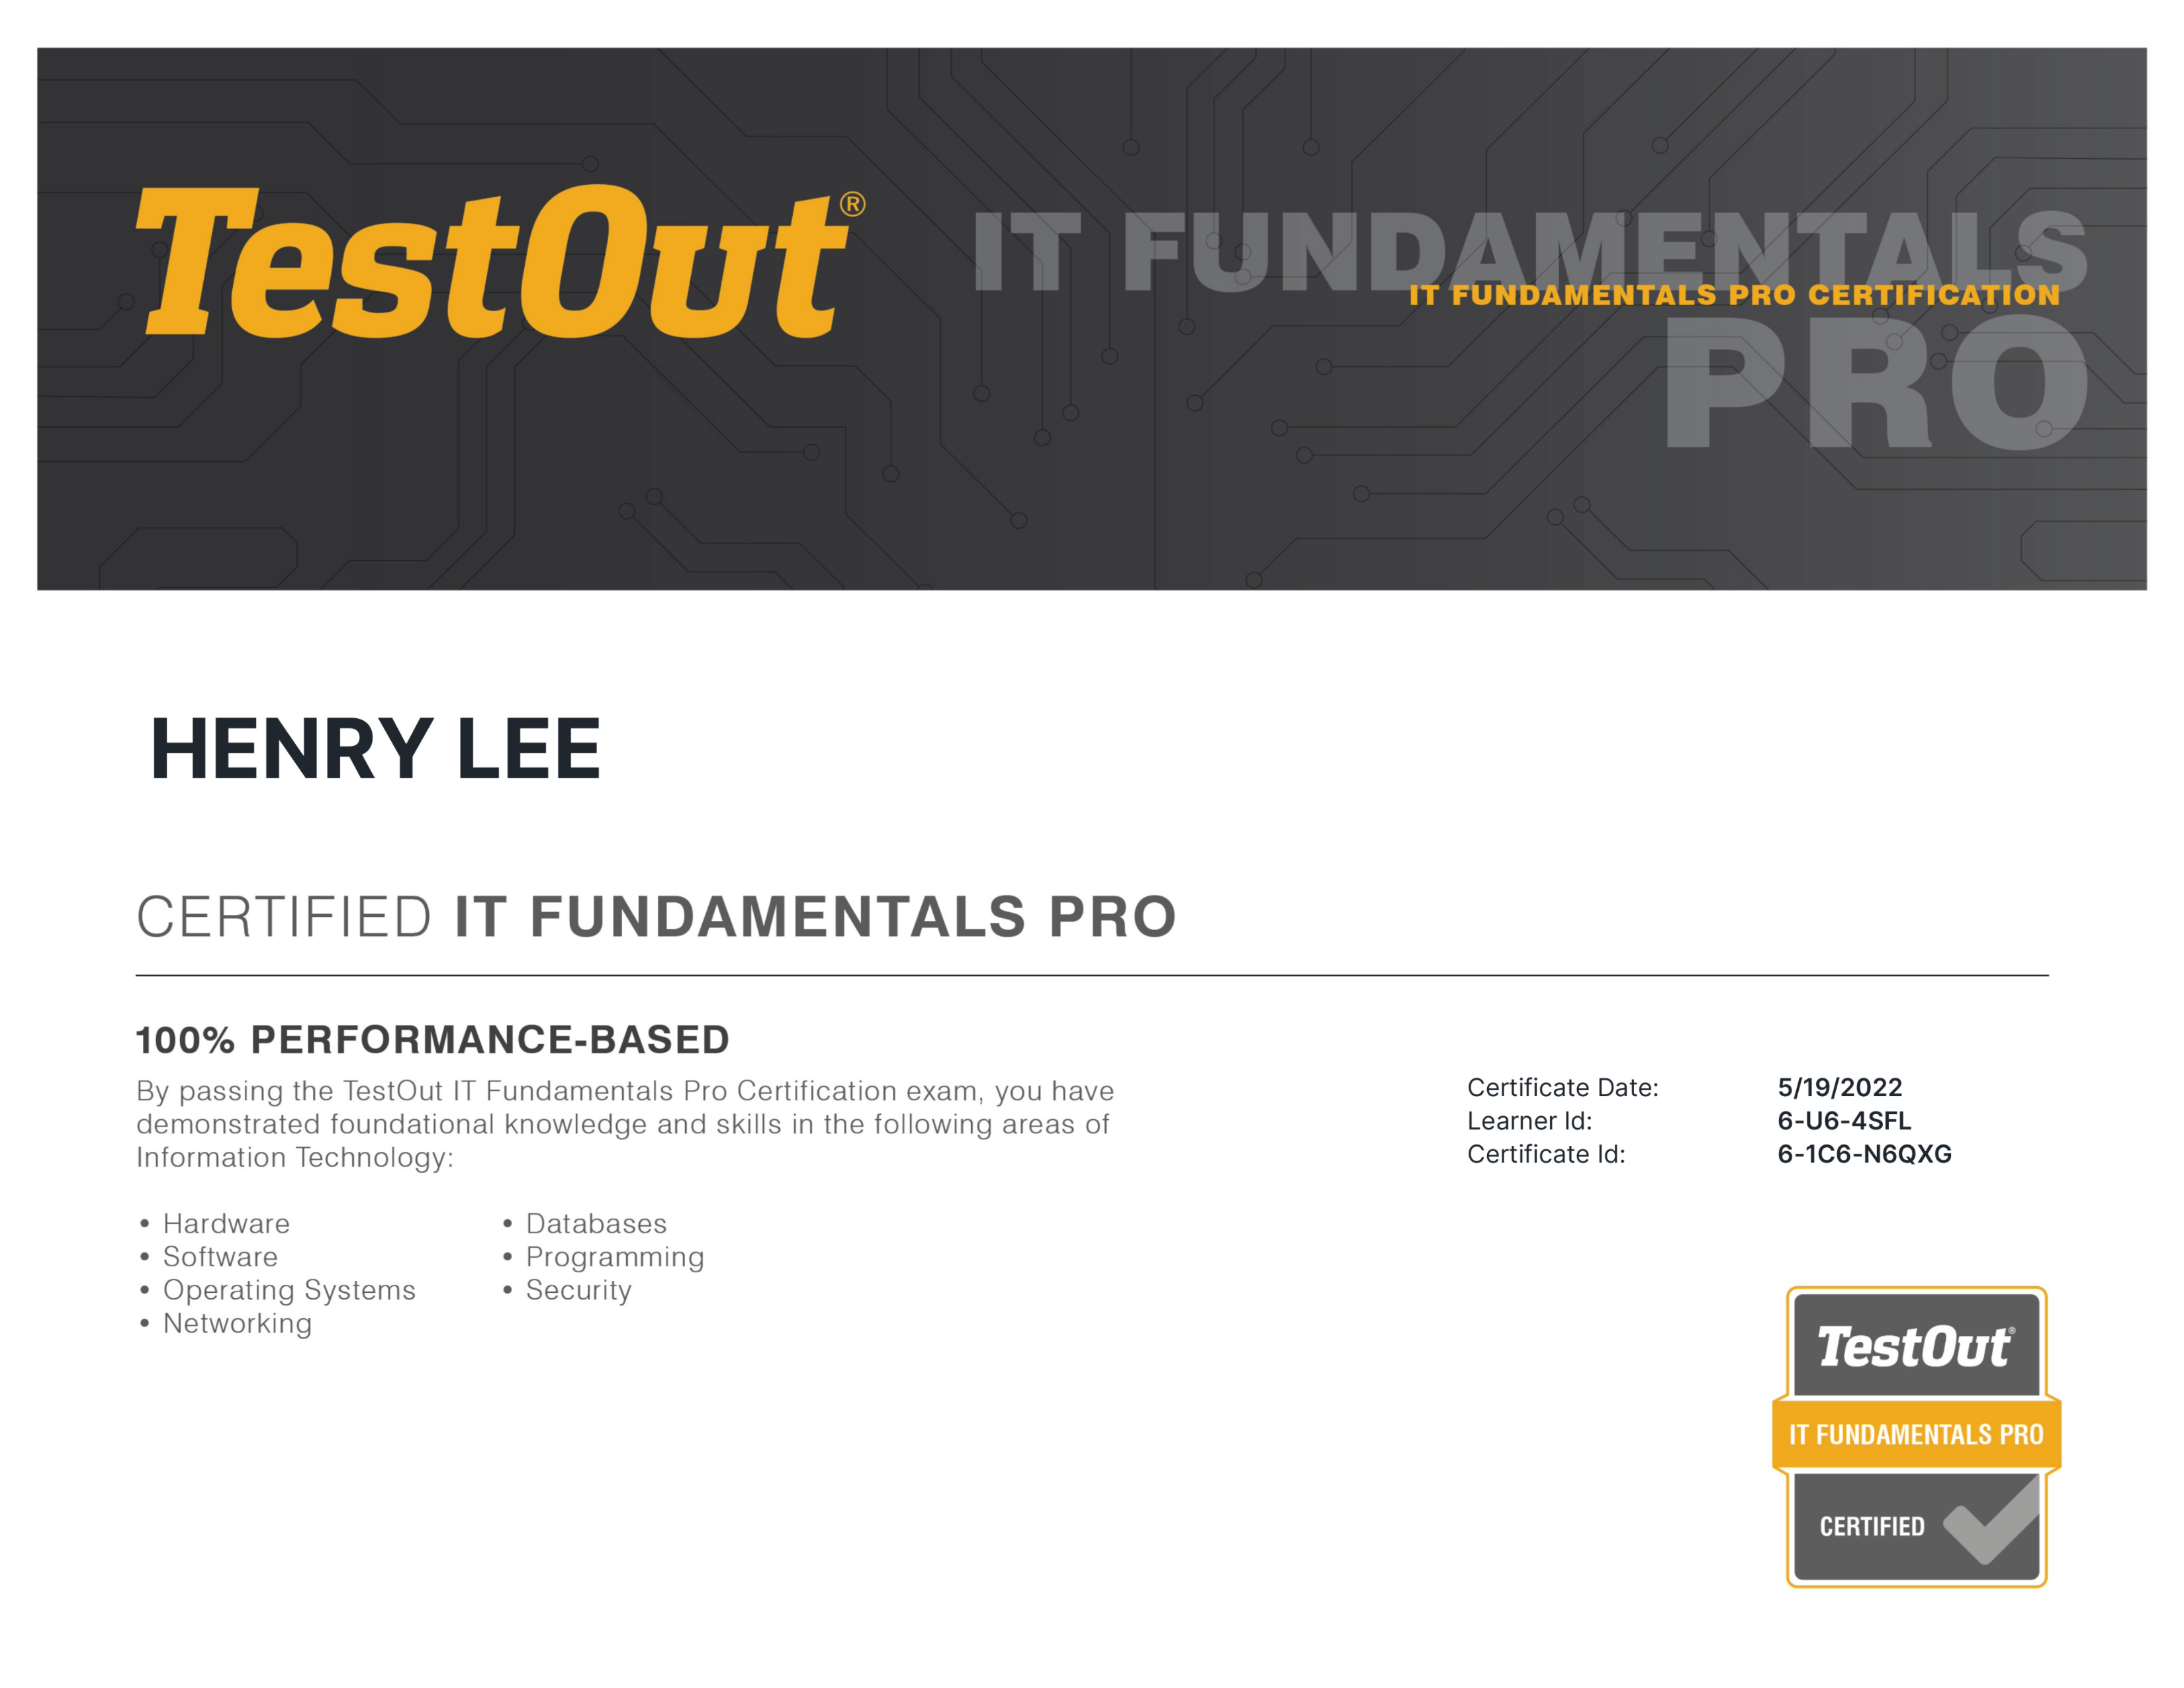 TestOut®
IT FUNDAMENTALS
IT FUNDAMENTALS PRO CERTIFICATION
PRO
HENRY LEE
CERTIFIED IT FUNDAMENTALS PRO
100% PERFORMANCE-BASED
By passing the TestOut IT Fundamentals Pro Certification exam, you have
demonstrated foundational knowledge and skills in the following areas of
Information Technology:
• Hardware
• Software
• Operating Systems
• Networking
• Databases
• Programming
• Security
Certificate Date: 5/19/2022
Learner Id: 6-U6-4SFL
Certificate Id: 6-1C6-N6QXG
TestOut®
IT FUNDAMENTALS PRO
CERTIFIED